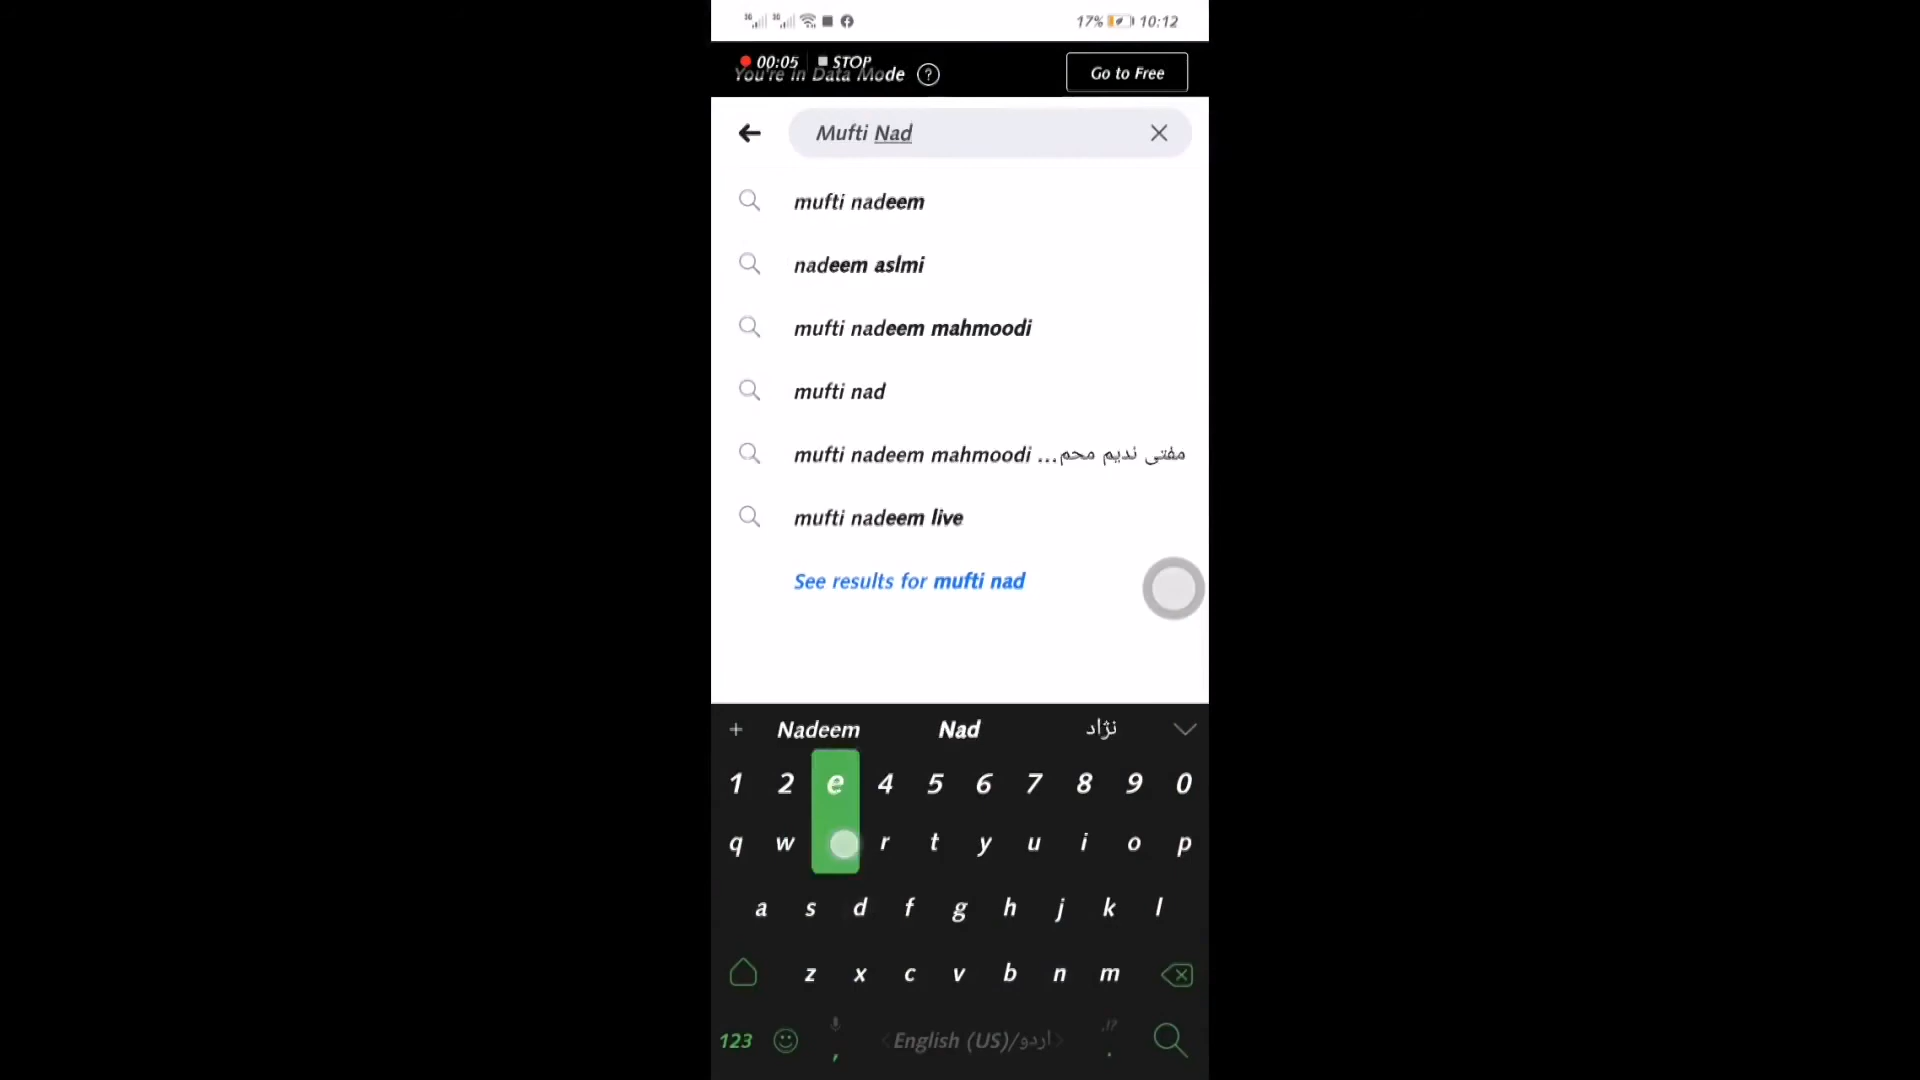 3G 3G 17% 10:12
00:05 STOP
You're in Data Mode ? Go to Free
Mufti Nad
mufti nadeem
nadeem aslmi
mufti nadeem mahmoodi
mufti nad
mufti nadeem mahmoodi مفتی ندیم محم...
mufti nadeem live
See results for mufti nad
+ Nadeem Nad نژاد
1 2 e 4 5 6 7 8 9 0
q w r t y u i o p
a s d f g h j k l
z x c v b n m
,!?
123 , English (US)/اردو .